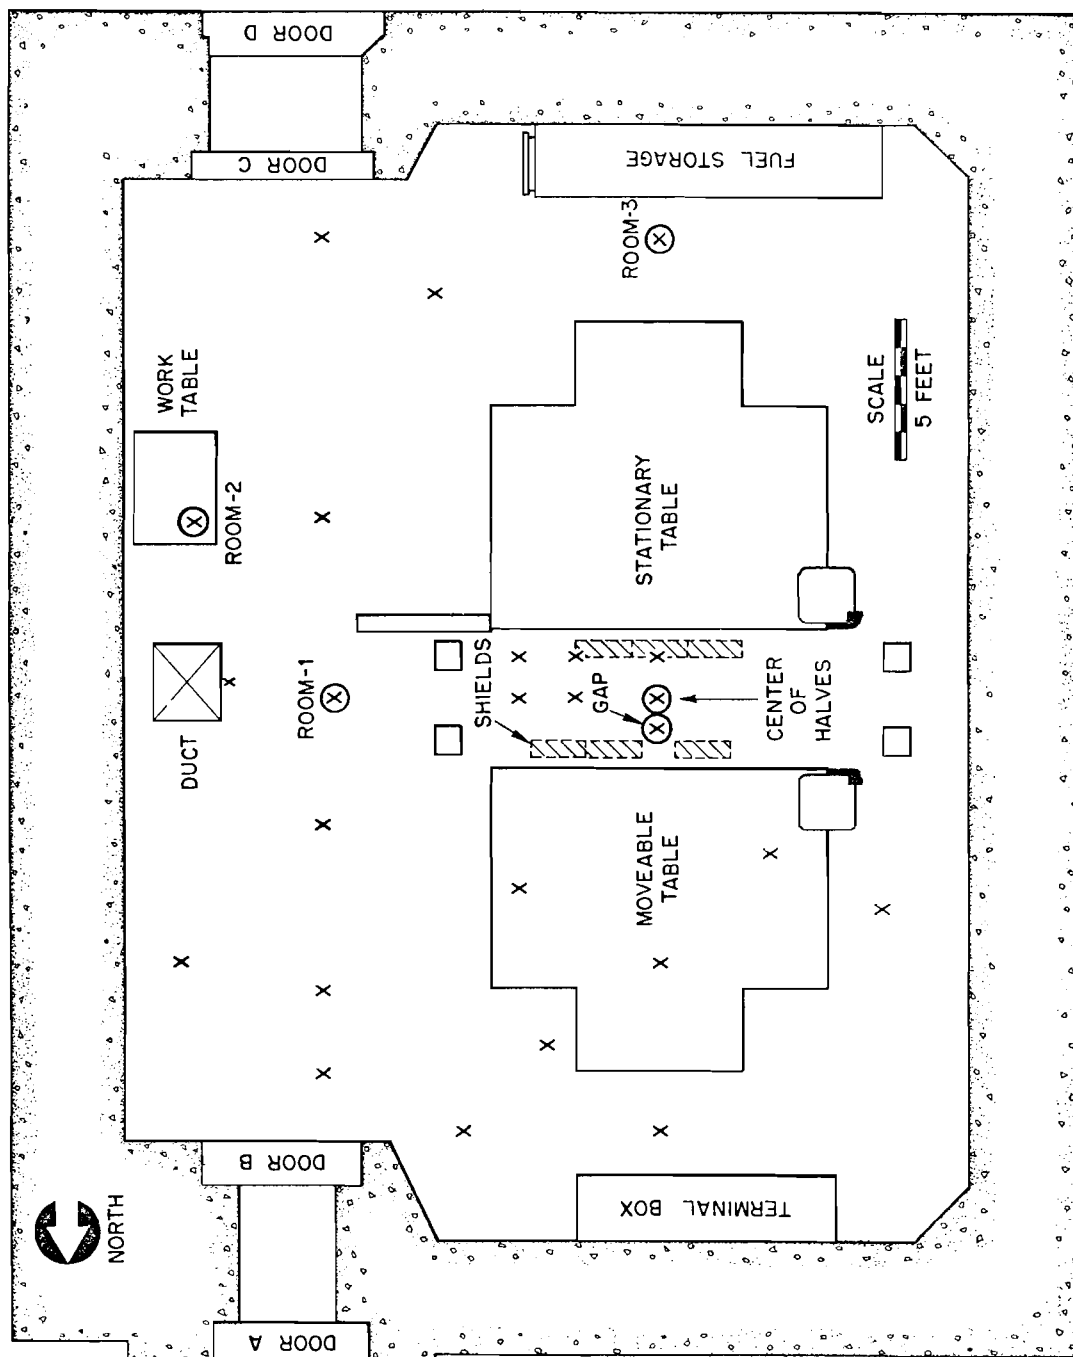 DOOR D
DOOR C
FUEL STORAGE
ROOM-3
WORK
TABLE
ROOM-2
SCALE
5 FEET
STATIONARY
TABLE
DUCT
ROOM-1
SHIELDS
GAP
CENTER
OF
HALVES
MOVEABLE
TABLE
DOOR B
TERMINAL BOX
NORTH
DOOR A